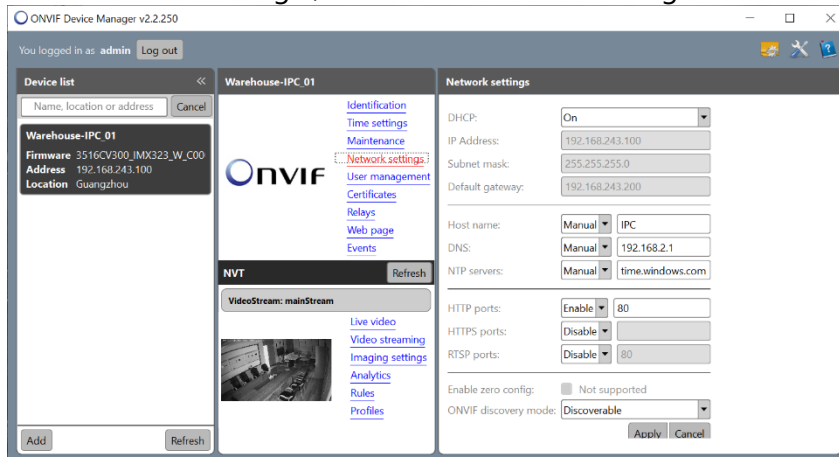 ONVIF Device Manager v2.2.250
You logged in as admin Log out
Device list «
Name, location or address Cancel
Warehouse-IPC_01
Firmware 3516CV300_IMX323_W_C00
Address 192.168.243.100
Location Guangzhou
Add Refresh
Warehouse-IPC_01
ONVIF
Identification
Time settings
Maintenance
Network settings
User management
Certificates
Relays
Web page
Events
NVT Refresh
VideoStream: mainStream
Live video
Video streaming
Imaging settings
Analytics
Rules
Profiles
Network settings
DHCP: On
IP Address: 192.168.243.100
Subnet mask: 255.255.255.0
Default gateway: 192.168.243.200
Host name: Manual IPC
DNS: Manual 192.168.2.1
NTP servers: Manual time.windows.com
HTTP ports: Enable 80
HTTPS ports: Disable
RTSP ports: Disable 80
Enable zero config: Not supported
ONVIF discovery mode: Discoverable
Apply Cancel